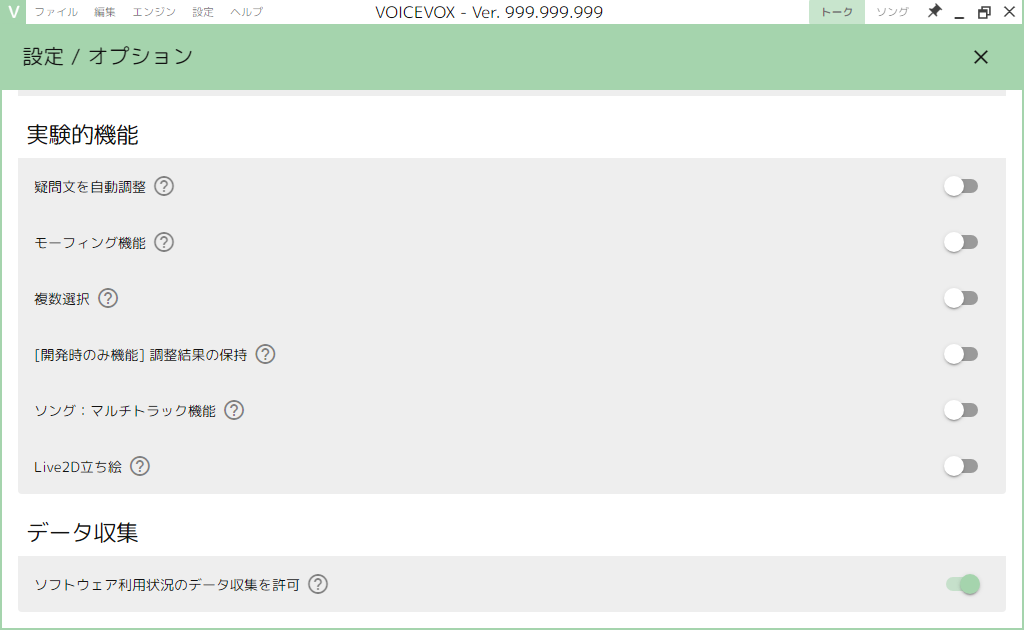 V ファイル 編集 エンジン 設定 ヘルプ VOICEVOX - Ver. 999.999.999 トーク ソング
設定 / オプション
実験的機能
疑問文を自動調整 ?
モーフィング機能 ?
複数選択 ?
[開発時のみ機能] 調整結果の保持 ?
ソング：マルチトラック機能 ?
Live2D立ち絵 ?
データ収集
ソフトウェア利用状況のデータ収集を許可 ?